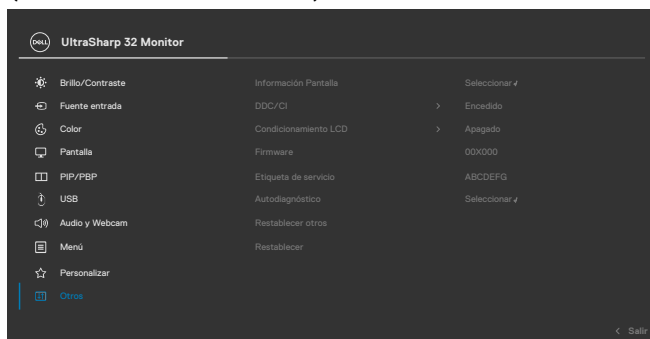 DELL UltraSharp 32 Monitor
Brillo/Contraste Información Pantalla Seleccionar
Fuente entrada DDC/CI > Encedido
Color Condicionamiento LCD > Apagado
Pantalla Firmware 00X000
PIP/PBP Etiqueta de servicio ABCDEFG
USB Autodiagnóstico Seleccionar
Audio y Webcam Restablecer otros
Menú Restablecer
Personalizar
Otros
< Salir